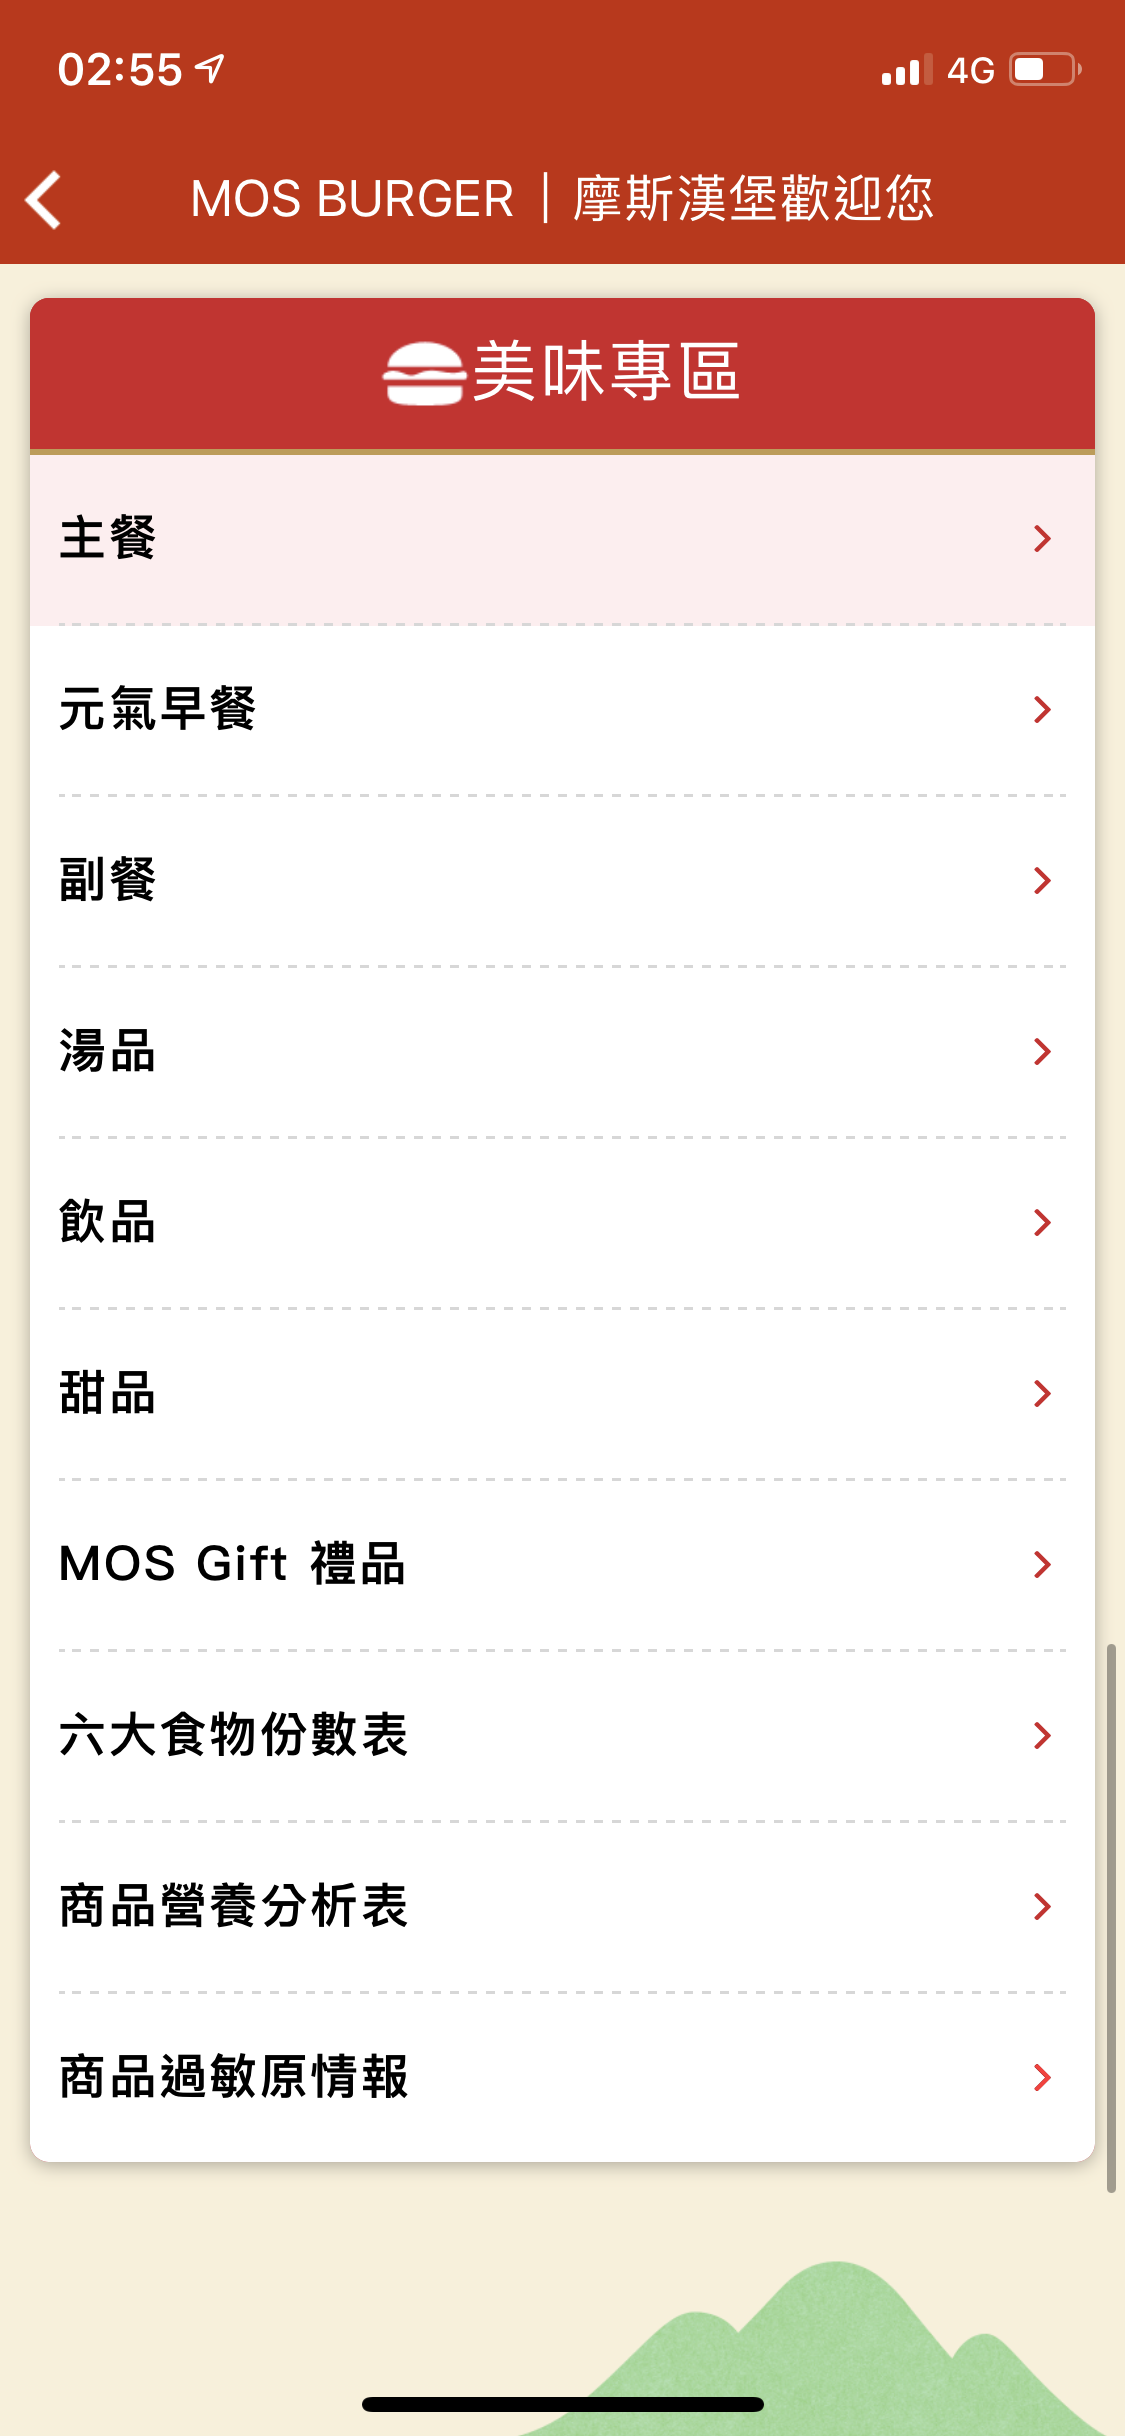 02:55
4G
MOS BURGER｜摩斯漢堡歡迎您
美味專區
主餐
元氣早餐
副餐
湯品
飲品
甜品
MOS Gift 禮品
六大食物份數表
商品營養分析表
商品過敏原情報